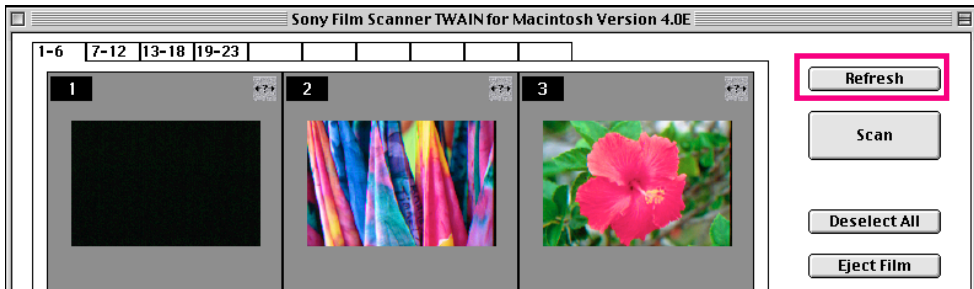 Sony Film Scanner TWAIN for Macintosh Version 4.0E
1-6 7-12 13-18 19-23
1 2 3
Refresh
Scan
Deselect All
Eject Film